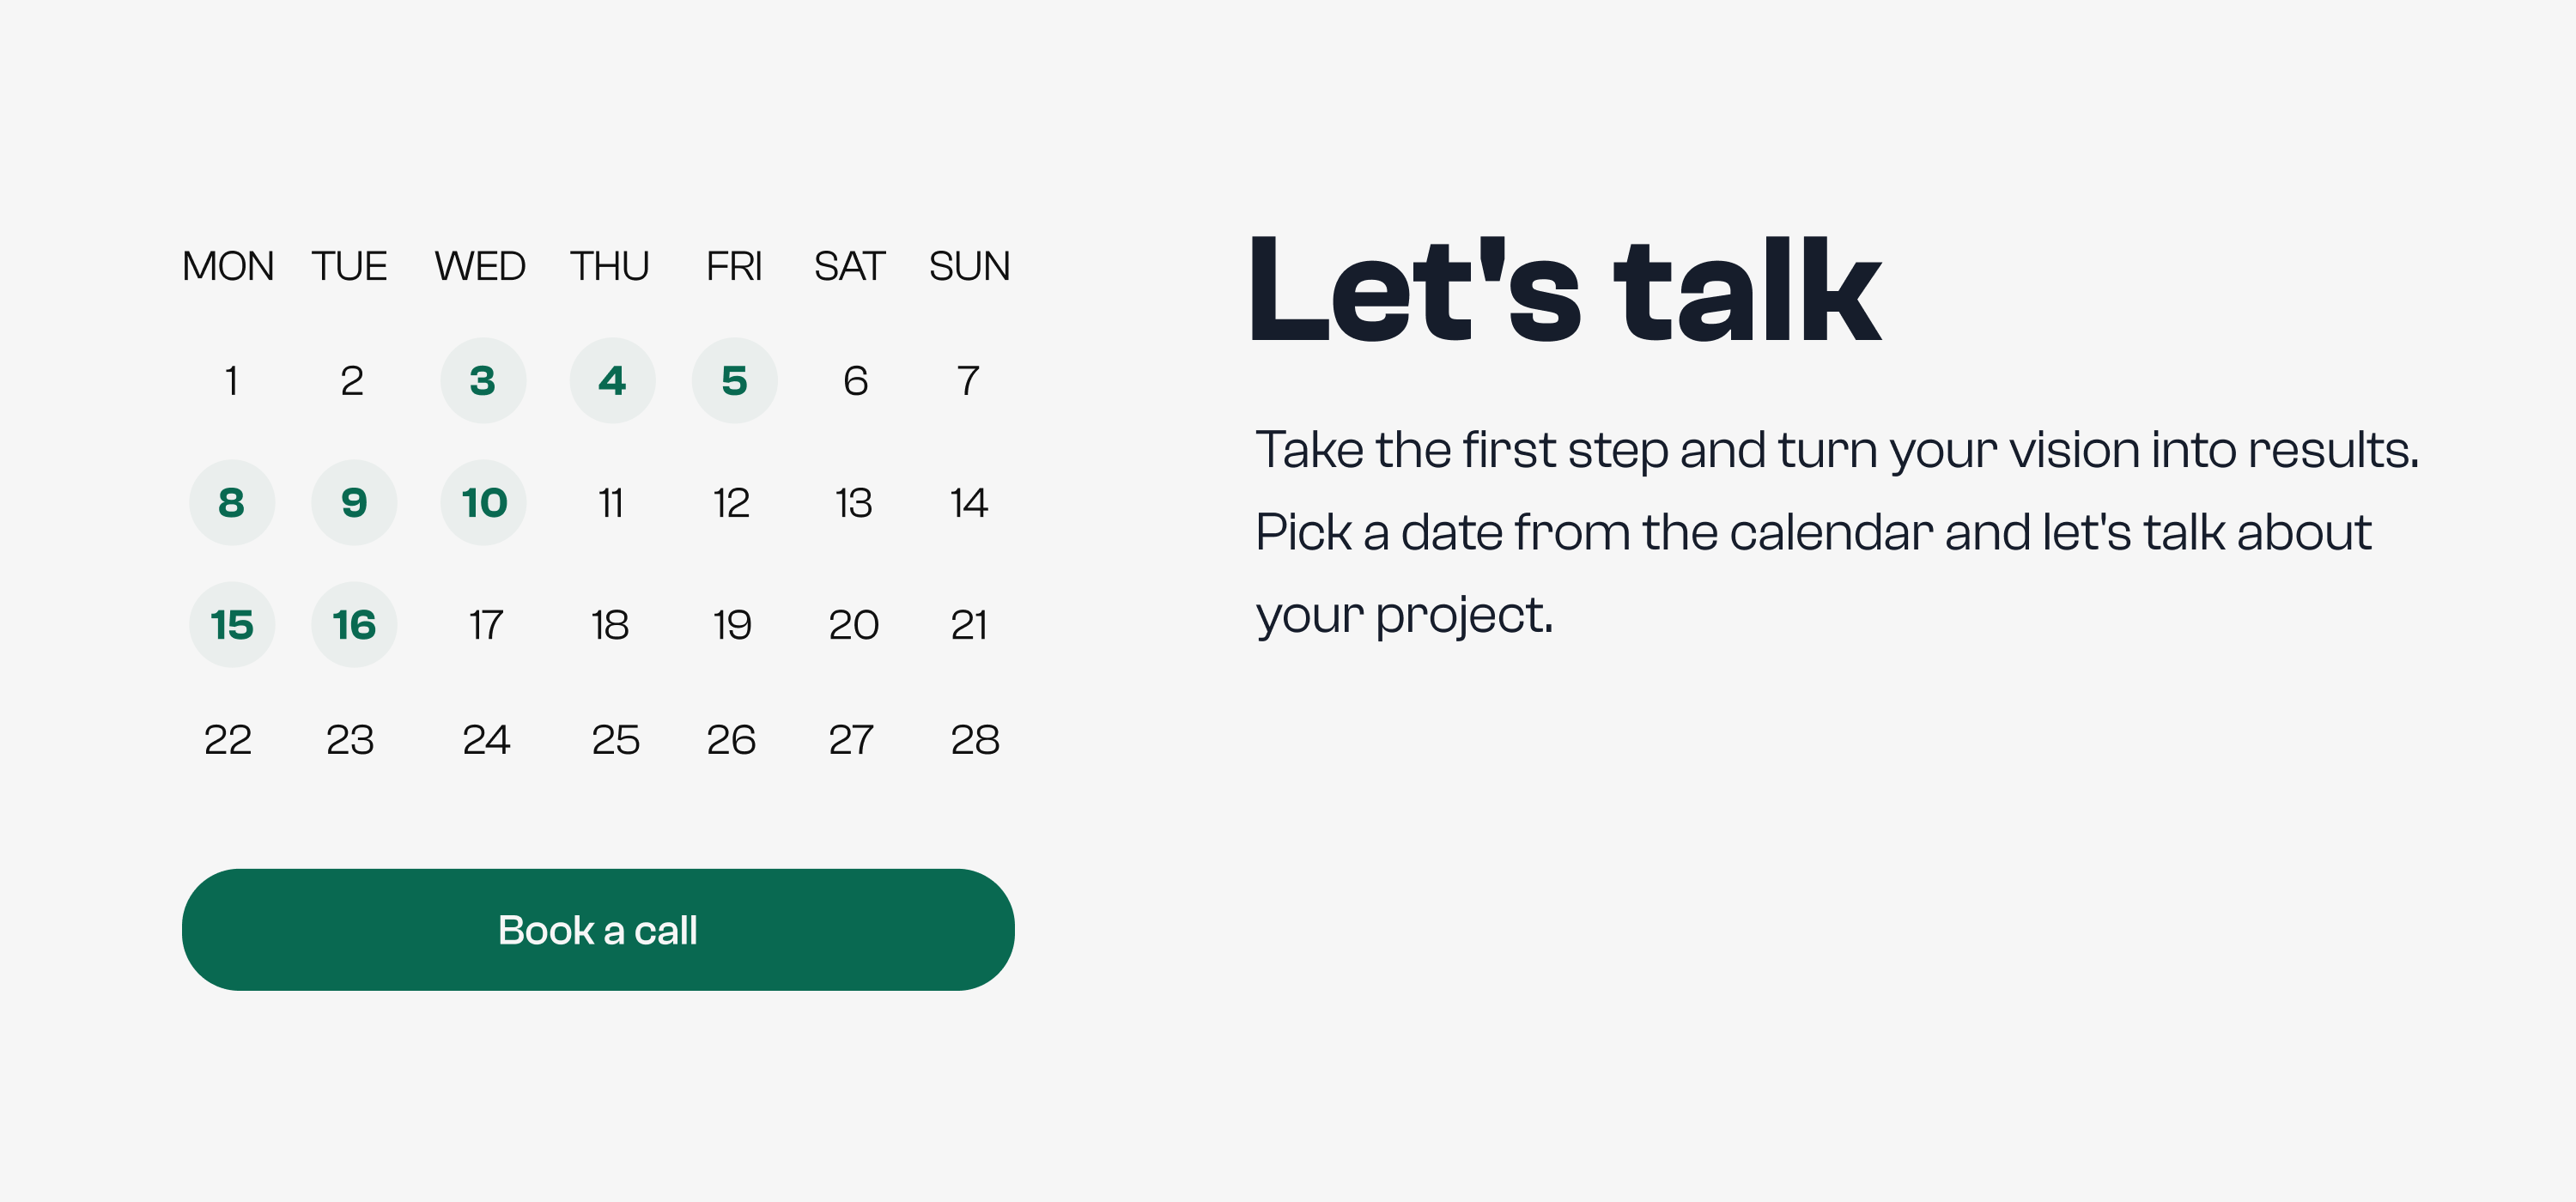 MON TUE WED THU FRI SAT SUN
1 2 3 4 5 6 7
8 9 10 11 12 13 14
15 16 17 18 19 20 21
22 23 24 25 26 27 28
Book a call
Let's talk
Take the first step and turn your vision into results.
Pick a date from the calendar and let's talk about
your project.